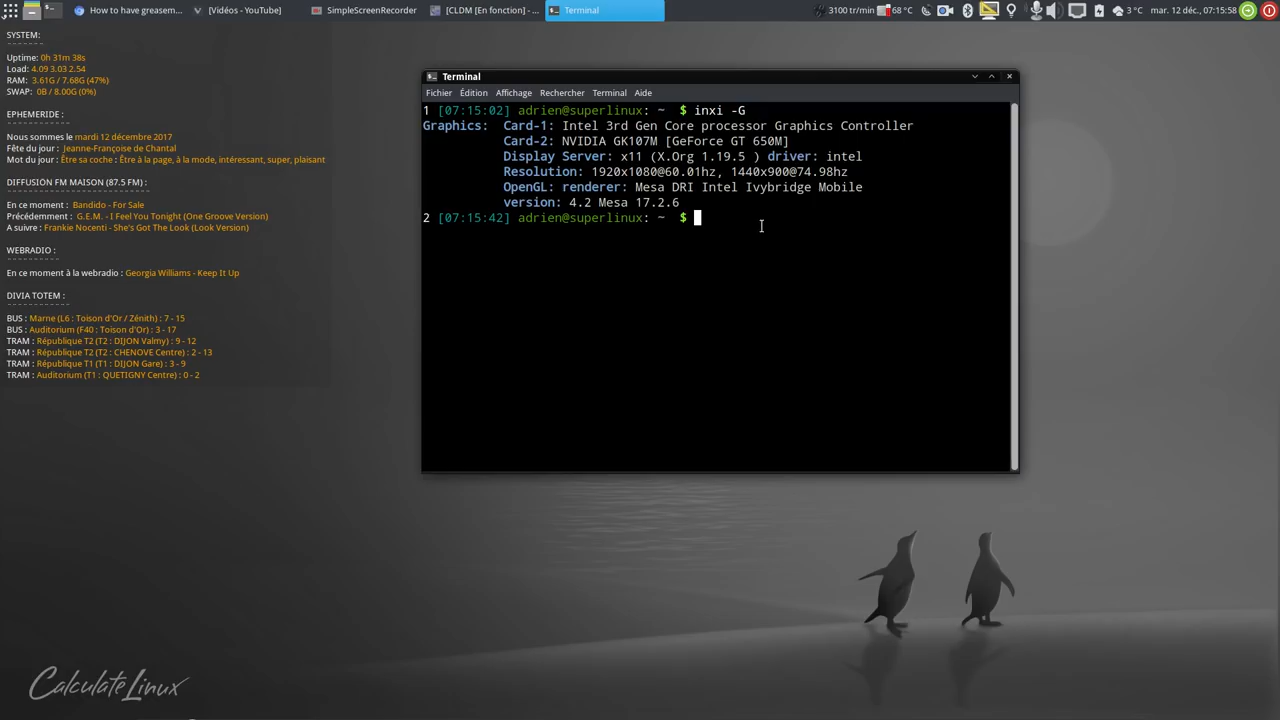 How to have greasem...
[Vidéos - YouTube]
SimpleScreenRecorder
[CLDM [En fonction] - ...
Terminal
3100 tr/min
68 °C
3 °C
mar. 12 déc., 07:15:58
SYSTEM:
Uptime: 0h 31m 38s
Load: 4.09 3.03 2.54
RAM: 3.61G / 7.68G (47%)
SWAP: 0B / 8.00G (0%)
EPHEMERIDE :
Nous sommes le mardi 12 décembre 2017
Fête du jour : Jeanne-Françoise de Chantal
Mot du jour : Être sa coche : Être à la page, à la mode, intéressant, super, plaisant
DIFFUSION FM MAISON (87.5 FM) :
En ce moment : Bandido - For Sale
Précédemment : G.E.M. - I Feel You Tonight (One Groove Version)
A suivre : Frankie Nocenti - She's Got The Look (Look Version)
WEBRADIO :
En ce moment à la webradio : Georgia Williams - Keep It Up
DIVIA TOTEM :
BUS : Marne (L6 : Toison d'Or / Zénith) : 7 - 15
BUS : Auditorium (F40 : Toison d'Or) : 3 - 17
TRAM : République T2 (T2 : DIJON Valmy) : 9 - 12
TRAM : République T2 (T2 : CHENOVE Centre) : 2 - 13
TRAM : République T1 (T1 : DIJON Gare) : 3 - 9
TRAM : Auditorium (T1 : QUETIGNY Centre) : 0 - 2
Terminal
Fichier Édition Affichage Rechercher Terminal Aide
1 [07:15:02] adrien@superlinux: ~ $ inxi -G
Graphics: Card-1: Intel 3rd Gen Core processor Graphics Controller
Card-2: NVIDIA GK107M [GeForce GT 650M]
Display Server: x11 (X.Org 1.19.5 ) driver: intel
Resolution: 1920x1080@60.01hz, 1440x900@74.98hz
OpenGL: renderer: Mesa DRI Intel Ivybridge Mobile
version: 4.2 Mesa 17.2.6
2 [07:15:42] adrien@superlinux: ~ $
Calculate Linux